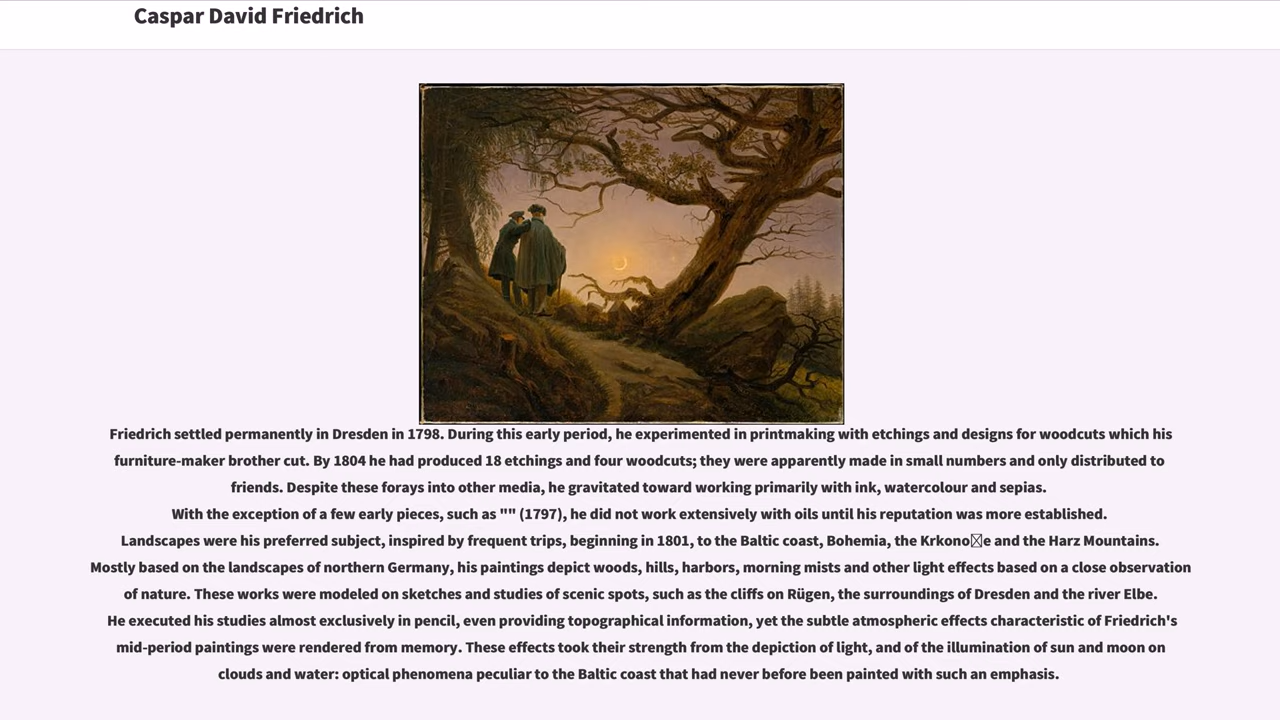 Caspar David Friedrich
Friedrich settled permanently in Dresden in 1798. During this early period, he experimented in printmaking with etchings and designs for woodcuts which his
furniture-maker brother cut. By 1804 he had produced 18 etchings and four woodcuts; they were apparently made in small numbers and only distributed to
friends. Despite these forays into other media, he gravitated toward working primarily with ink, watercolour and sepias.
With the exception of a few early pieces, such as "" (1797), he did not work extensively with oils until his reputation was more established.
Landscapes were his preferred subject, inspired by frequent trips, beginning in 1801, to the Baltic coast, Bohemia, the Krkono□e and the Harz Mountains.
Mostly based on the landscapes of northern Germany, his paintings depict woods, hills, harbors, morning mists and other light effects based on a close observation
of nature. These works were modeled on sketches and studies of scenic spots, such as the cliffs on Rügen, the surroundings of Dresden and the river Elbe.
He executed his studies almost exclusively in pencil, even providing topographical information, yet the subtle atmospheric effects characteristic of Friedrich's
mid-period paintings were rendered from memory. These effects took their strength from the depiction of light, and of the illumination of sun and moon on
clouds and water: optical phenomena peculiar to the Baltic coast that had never before been painted with such an emphasis.